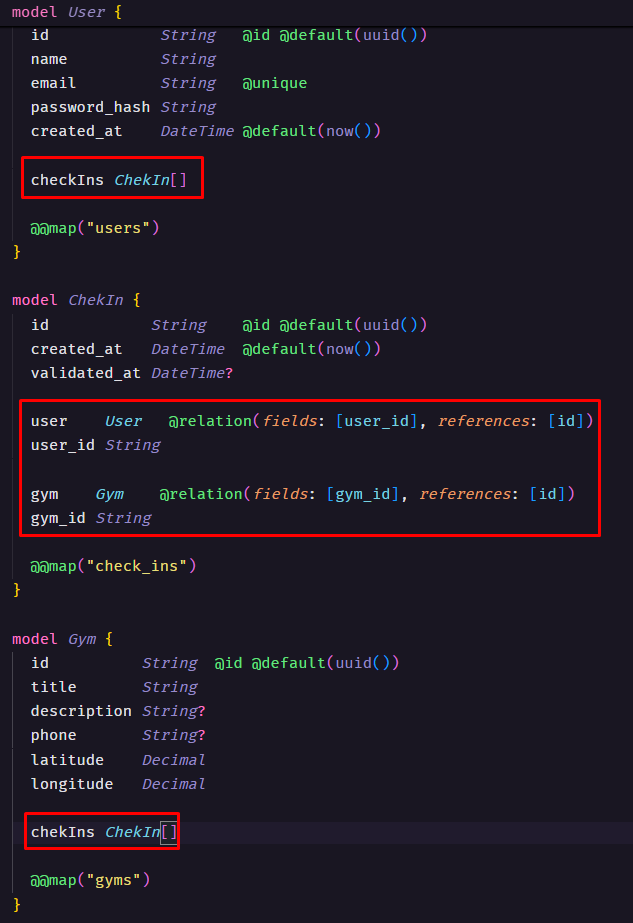 model User {
id String @id @default(uuid())
name String
email String @unique
password_hash String
created_at DateTime @default(now())
checkIns ChekIn[]
@@map("users")
}
model ChekIn {
id String @id @default(uuid())
created_at DateTime @default(now())
validated_at DateTime?
user User @relation(fields: [user_id], references: [id])
user_id String
gym Gym @relation(fields: [gym_id], references: [id])
gym_id String
@@map("check_ins")
}
model Gym {
id String @id @default(uuid())
title String
description String?
phone String?
latitude Decimal
longitude Decimal
chekIns ChekIn[]
@@map("gyms")
}